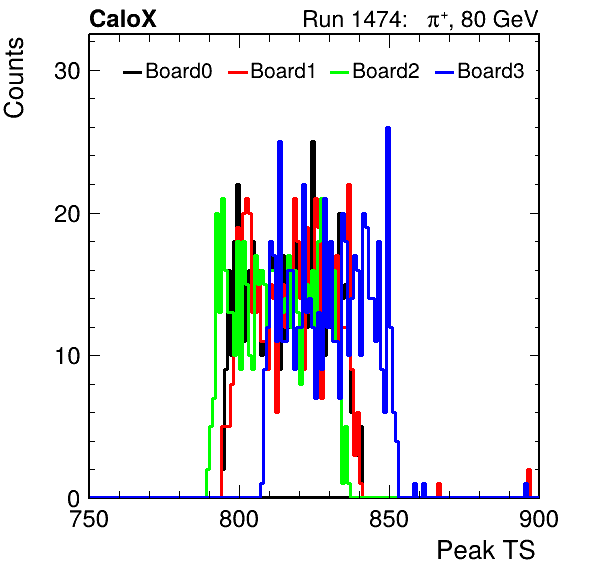 CaloX Run 1474: π⁺, 80 GeV
Counts
Board0 Board1 Board2 Board3
30
20
10
0
750 800 850 900
Peak TS